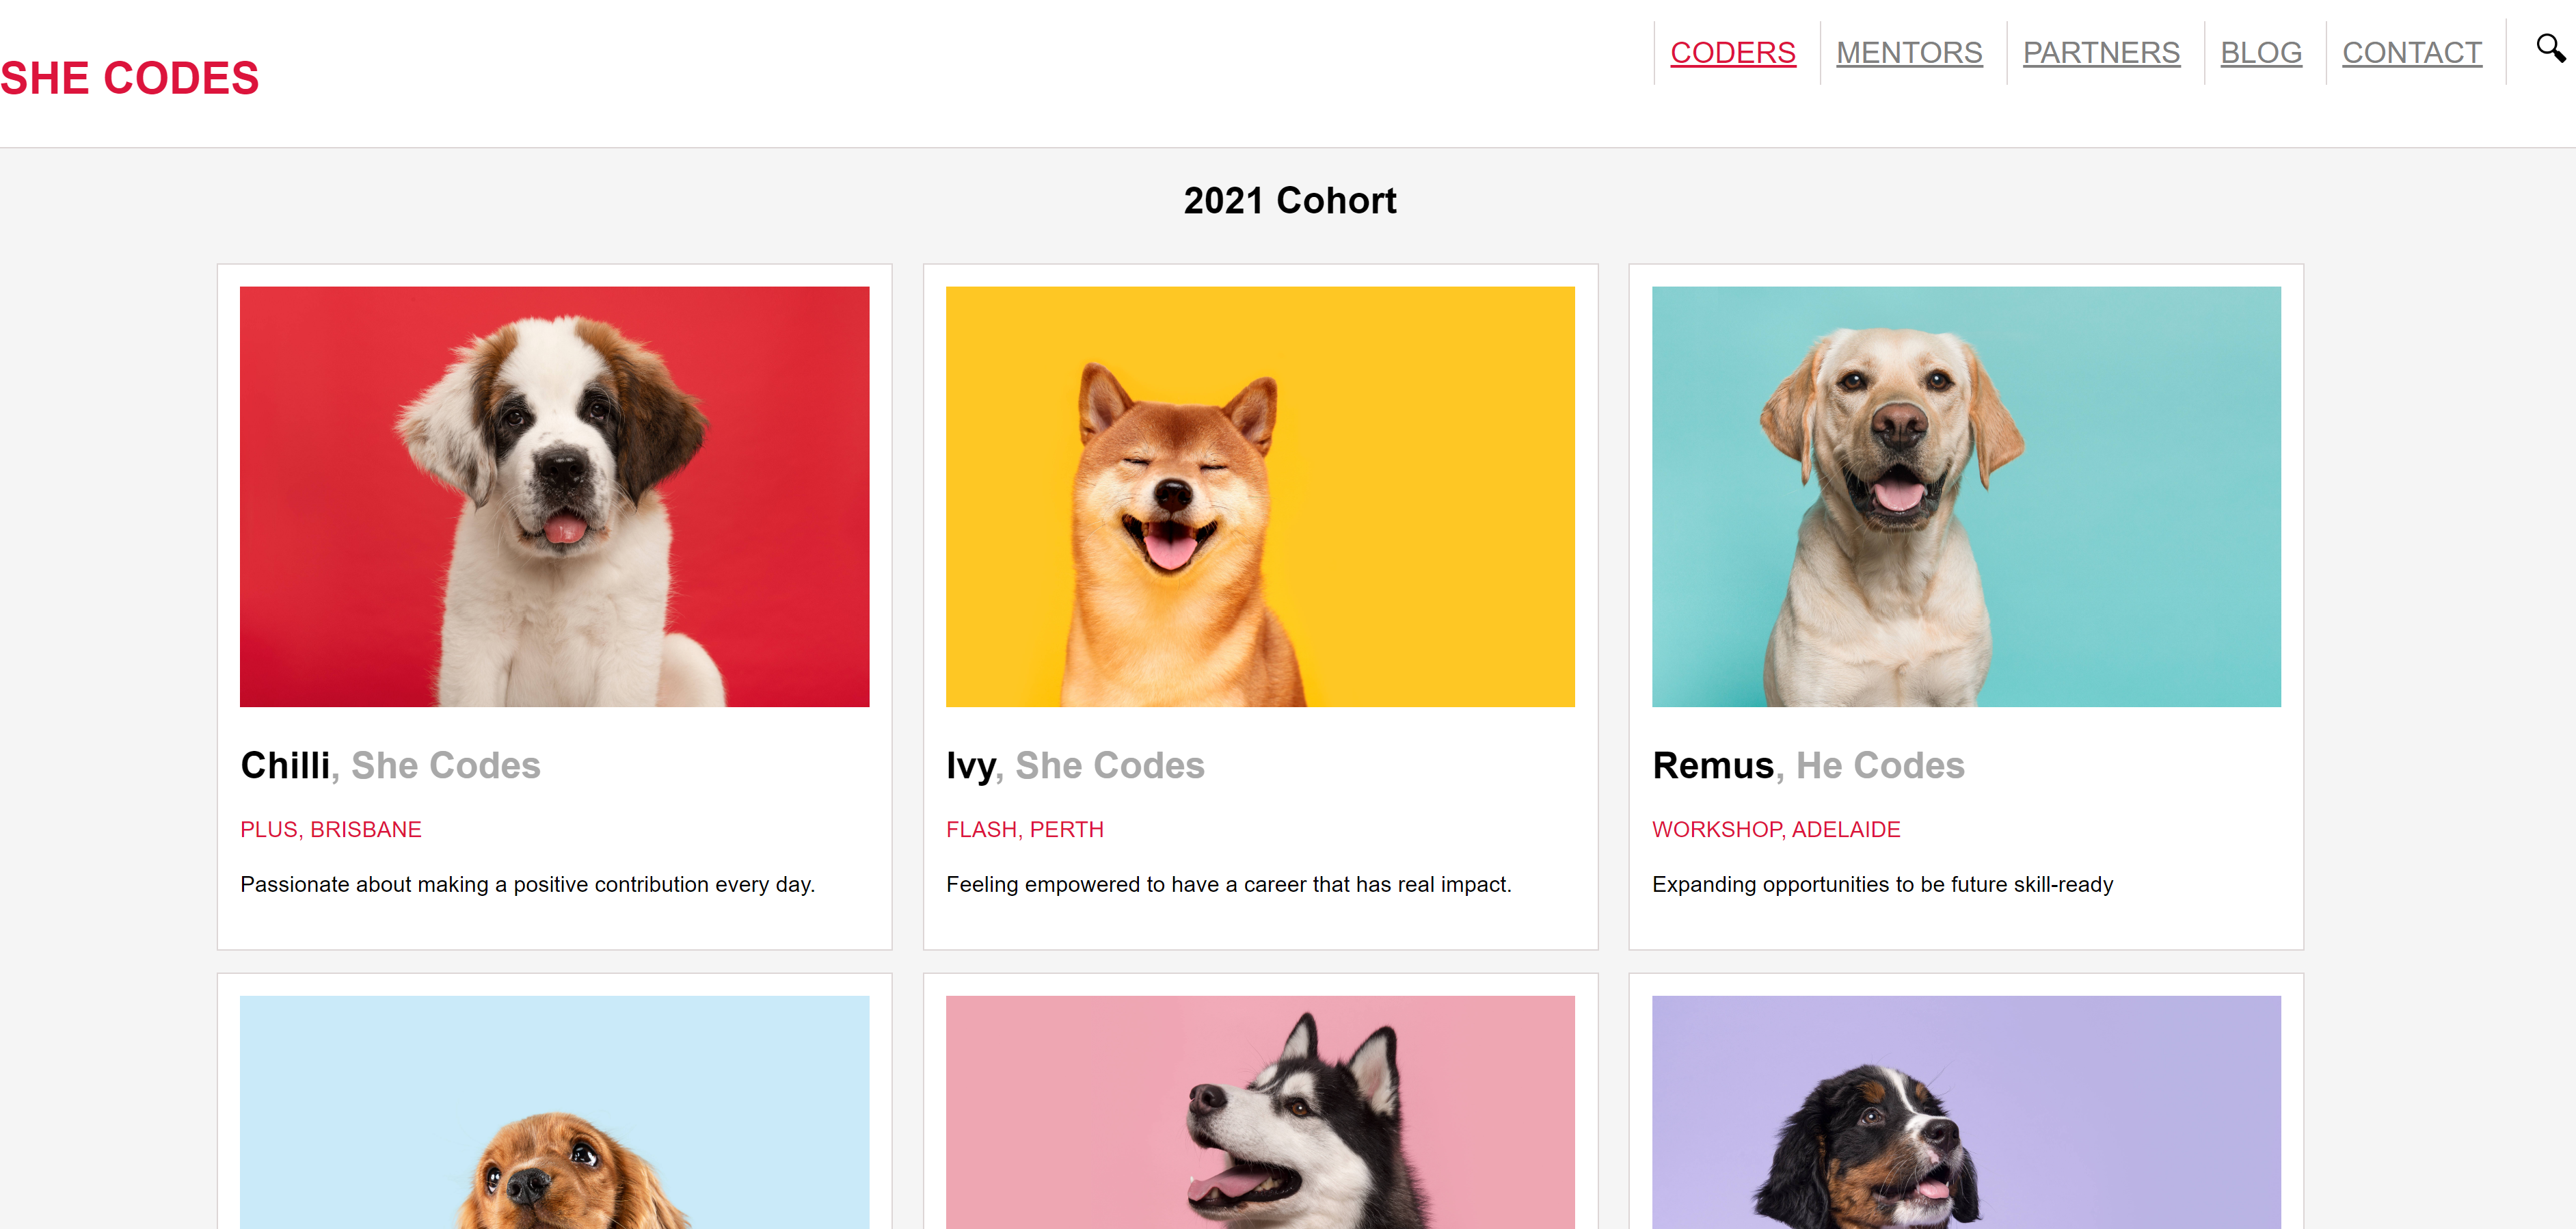 SHE CODES
CODERS MENTORS PARTNERS BLOG CONTACT
2021 Cohort
Chilli, She Codes
PLUS, BRISBANE
Passionate about making a positive contribution every day.
Ivy, She Codes
FLASH, PERTH
Feeling empowered to have a career that has real impact.
Remus, He Codes
WORKSHOP, ADELAIDE
Expanding opportunities to be future skill-ready